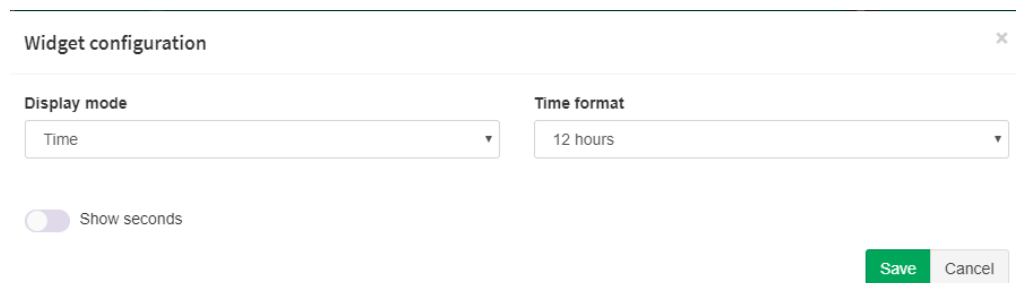 Widget configuration ×
Display mode Time format
Time 12 hours
Show seconds
Save Cancel